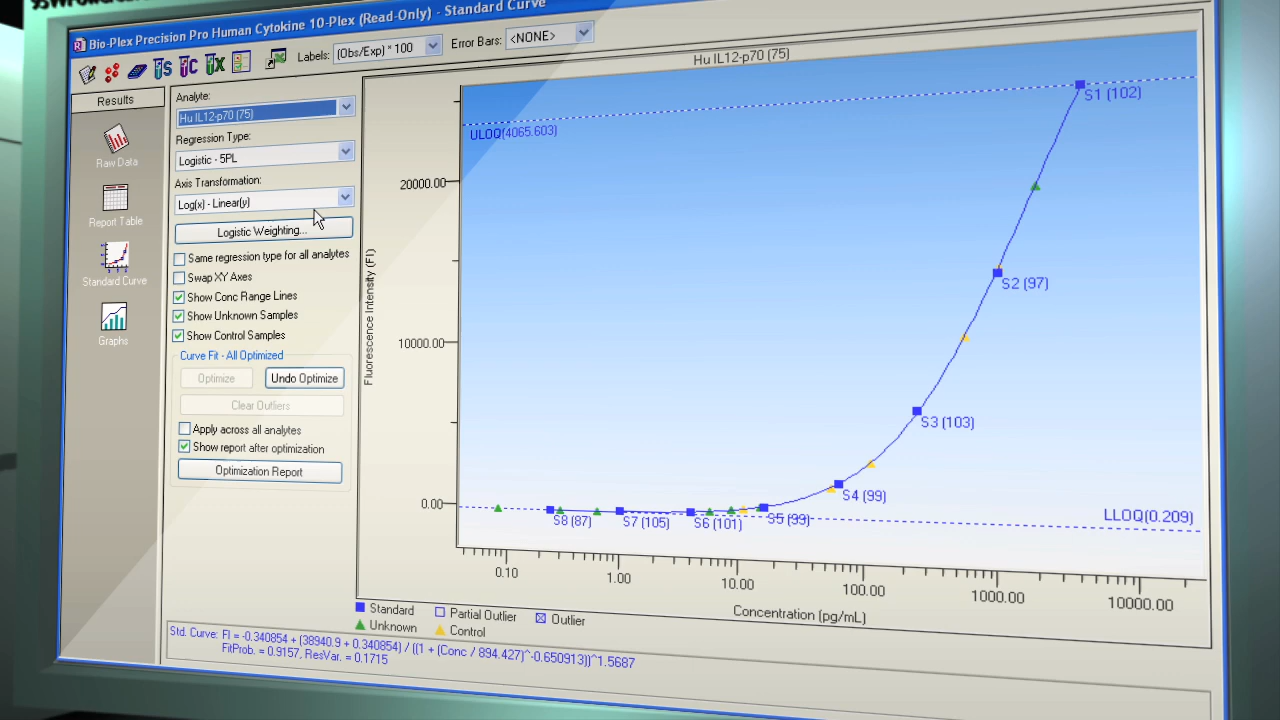 Bio-Plex Precision Pro Human Cytokine 10-Plex (Read-Only) - Standard Curve
Labels: (Obs/Exp) * 100 Error Bars: <NONE>
Results
Raw Data
Report Table
Standard Curve
Graphs
Analyte:
Hu IL12-p70 (75)
Regression Type:
Logistic - 5PL
Axis Transformation:
Log(x) - Linear(y)
Logistic Weighting...
Same regression type for all analytes
Swap XY Axes
Show Conc Range Lines
Show Unknown Samples
Show Control Samples
Curve Fit - All Optimized
Optimize Undo Optimize
Clear Outliers
Apply across all analytes
Show report after optimization
Optimization Report
Hu IL12-p70 (75)
ULOQ(4065.603)
S1 (102)
20000.00
S2 (97)
10000.00
S3 (103)
S4 (99)
0.00
S8 (87) S7 (105) S6 (101) S5 (99)
LLOQ(0.209)
Fluorescence Intensity (FI)
0.10 1.00 10.00 100.00 1000.00 10000.00
Concentration (pg/mL)
Standard Partial Outlier Outlier
Unknown Control
Std. Curve: FI = -0.340854 + (38940.9 + 0.340854) / ((1 + (Conc / 894.427)^-0.650913))^1.5687
FitProb. = 0.9157, ResVar. = 0.1715